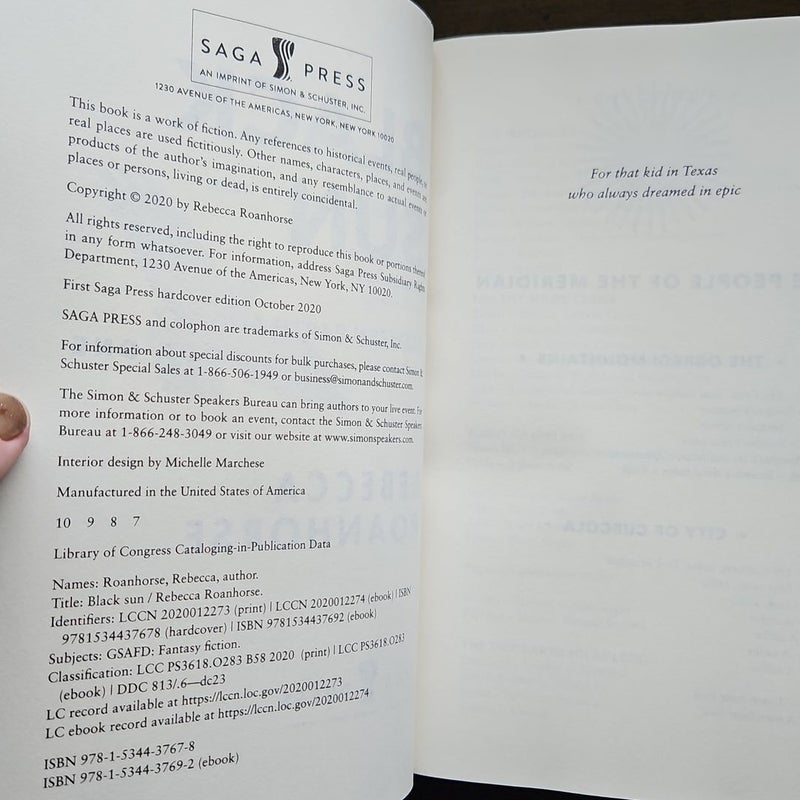 SAGA PRESS
AN IMPRINT OF SIMON & SCHUSTER, INC.
1230 AVENUE OF THE AMERICAS, NEW YORK, NEW YORK 10020
This book is a work of fiction. Any references to historical events, real people, or
real places are used fictitiously. Other names, characters, places, and events are
products of the author's imagination, and any resemblance to actual events or
places or persons, living or dead, is entirely coincidental.
Copyright © 2020 by Rebecca Roanhorse
All rights reserved, including the right to reproduce this book or portions thereof
in any form whatsoever. For information, address Saga Press Subsidiary Rights
Department, 1230 Avenue of the Americas, New York, NY 10020.
First Saga Press hardcover edition October 2020
SAGA PRESS and colophon are trademarks of Simon & Schuster, Inc.
For information about special discounts for bulk purchases, please contact Simon &
Schuster Special Sales at 1-866-506-1949 or business@simonandschuster.com.
The Simon & Schuster Speakers Bureau can bring authors to your live event. For
more information or to book an event, contact the Simon & Schuster Speakers
Bureau at 1-866-248-3049 or visit our website at www.simonspeakers.com.
Interior design by Michelle Marchese
Manufactured in the United States of America
10 9 8 7
Library of Congress Cataloging-in-Publication Data
Names: Roanhorse, Rebecca, author.
Title: Black sun / Rebecca Roanhorse.
Identifiers: LCCN 2020012273 (print) | LCCN 2020012274 (ebook) | ISBN
9781534437678 (hardcover) | ISBN 9781534437692 (ebook)
Subjects: GSAFD: Fantasy fiction.
Classification: LCC PS3618.O283 B58 2020 (print) | LCC PS3618.O283
(ebook) | DDC 813/.6—dc23
LC record available at https://lccn.loc.gov/2020012273
LC ebook record available at https://lccn.loc.gov/2020012274
ISBN 978-1-5344-3767-8
ISBN 978-1-5344-3769-2 (ebook)
For that kid in Texas
who always dreamed in epic